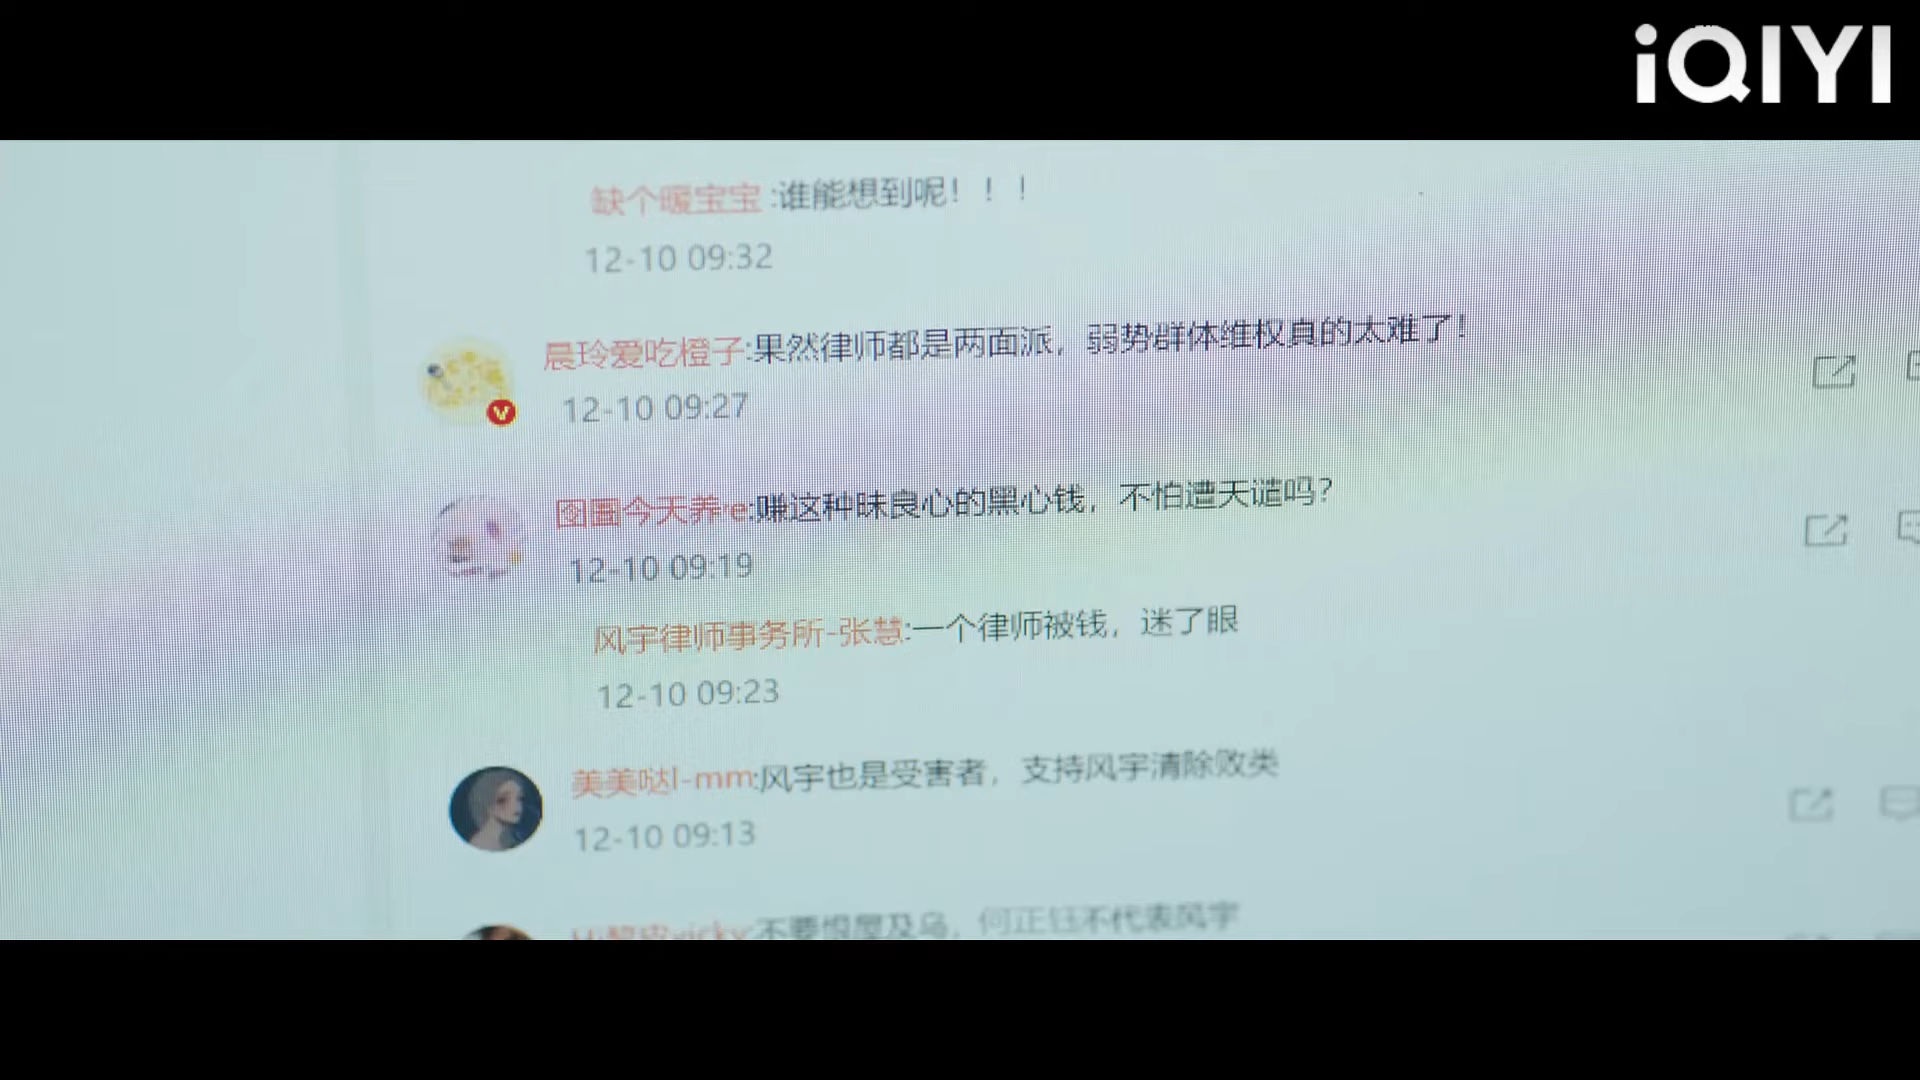 iQIYI
缺个暖宝宝:谁能想到呢！！！
12-10 09:32
晨玲爱吃橙子:果然律师都是两面派，弱势群体维权真的太难了！
12-10 09:27
今天养re:赚这种昧良心的黑心钱，不怕遭天谴吗？
12-10 09:19
风宇律师事务所-张慧:一个律师被钱，迷了眼
12-10 09:23
美美哒l-mm:风宇也是受害者，支持风宇清除败类
12-10 09:13
不要恨屋及乌，何正钰不代表风宇